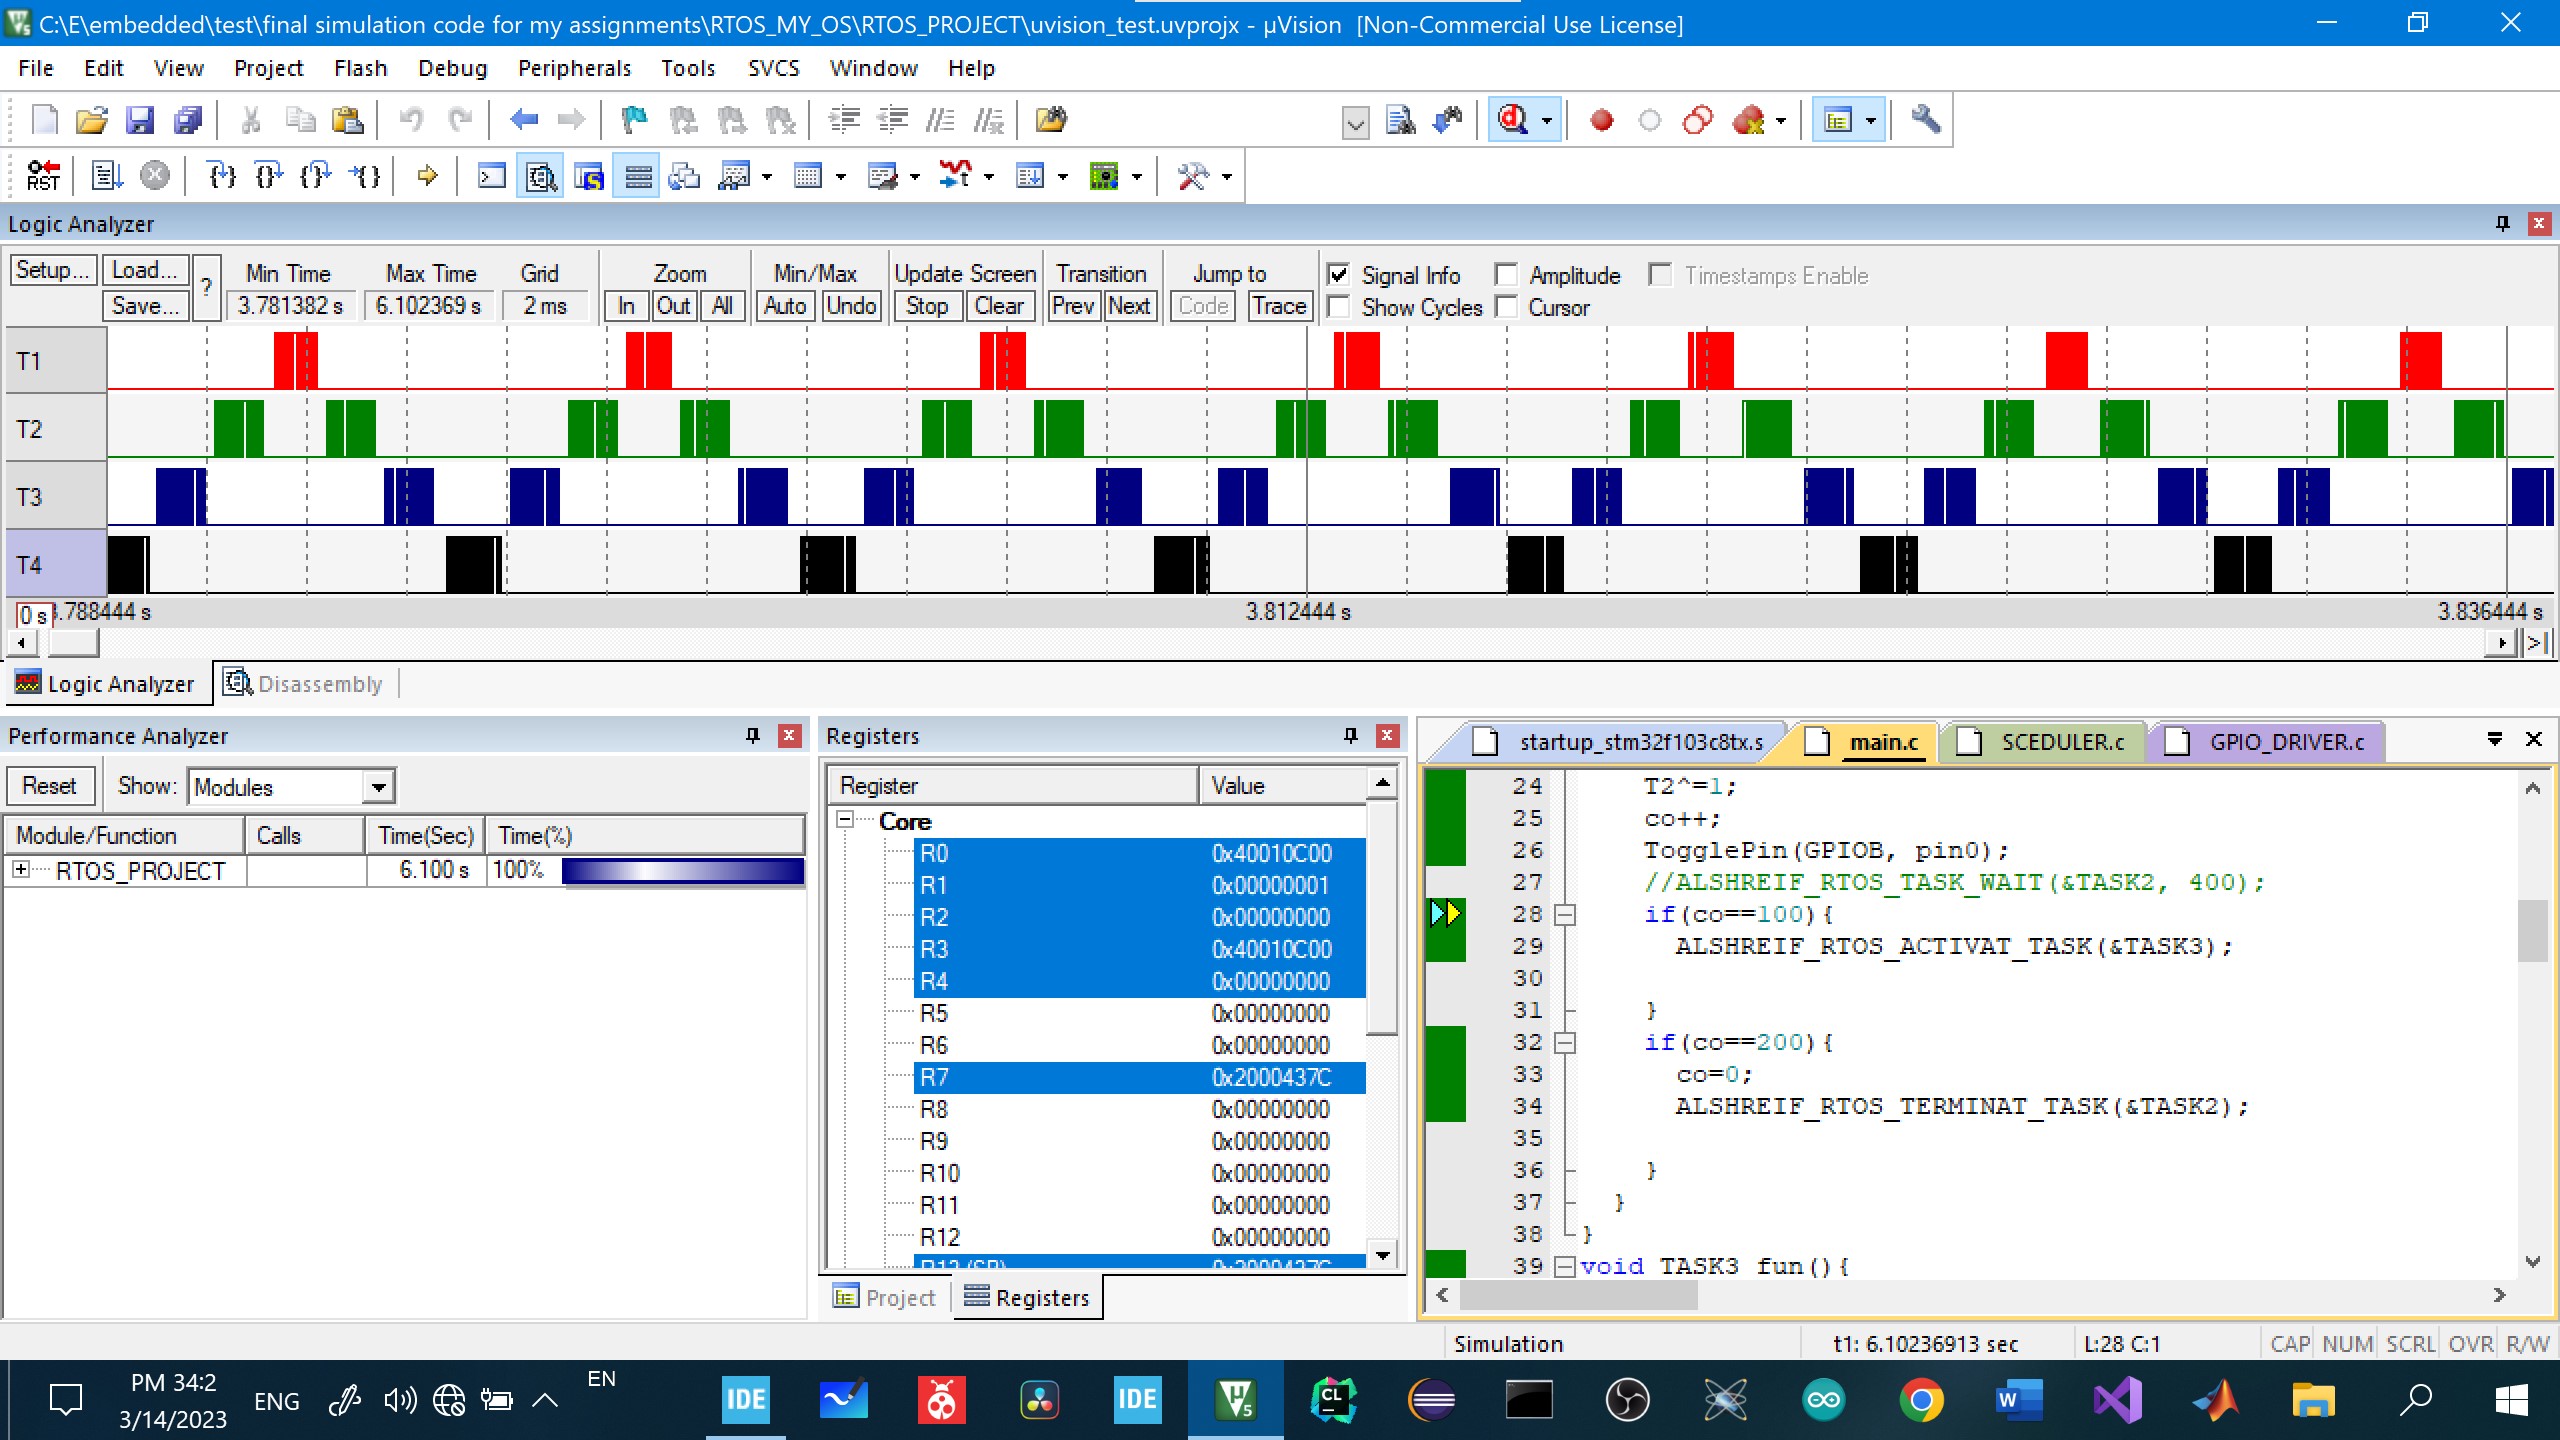 C:\E\embedded\test\final simulation code for my assignments\RTOS_MY_OS\RTOS_PROJECT\uvision_test.uvprojx - µVision [Non-Commercial Use License]
File Edit View Project Flash Debug Peripherals Tools SVCS Window Help
RST
Logic Analyzer
Setup... Load... ? Min Time Max Time Grid Zoom Min/Max Update Screen Transition Jump to Signal Info Amplitude Timestamps Enable
Save... 3.781382 s 6.102369 s 2 ms In Out All Auto Undo Stop Clear Prev Next Code Trace Show Cycles Cursor
T1
T2
T3
T4
0 s 3.788444 s 3.812444 s 3.836444 s
Logic Analyzer Disassembly
Performance Analyzer
Reset Show: Modules
Module/Function Calls Time(Sec) Time(%)
RTOS_PROJECT 6.100 s 100%
Registers
Register Value
Core
R0 0x40010C00
R1 0x00000001
R2 0x00000000
R3 0x40010C00
R4 0x00000000
R5 0x00000000
R6 0x00000000
R7 0x2000437C
R8 0x00000000
R9 0x00000000
R10 0x00000000
R11 0x00000000
R12 0x00000000
R13 (SP) 0x2000437C
Project Registers
startup_stm32f103c8tx.s main.c SCEDULER.c GPIO_DRIVER.c
24 T2^=1;
25 co++;
26 TogglePin(GPIOB, pin0);
27 //ALSHREIF_RTOS_TASK_WAIT(&TASK2, 400);
28 if(co==100){
29 ALSHREIF_RTOS_ACTIVAT_TASK(&TASK3);
30
31 }
32 if(co==200){
33 co=0;
34 ALSHREIF_RTOS_TERMINAT_TASK(&TASK2);
35
36 }
37 }
38 }
39 void TASK3_fun(){
Simulation t1: 6.10236913 sec L:28 C:1 CAP NUM SCRL OVR R/W
PM 34:2
3/14/2023
ENG
EN
IDE
IDE
µ5
CL
W